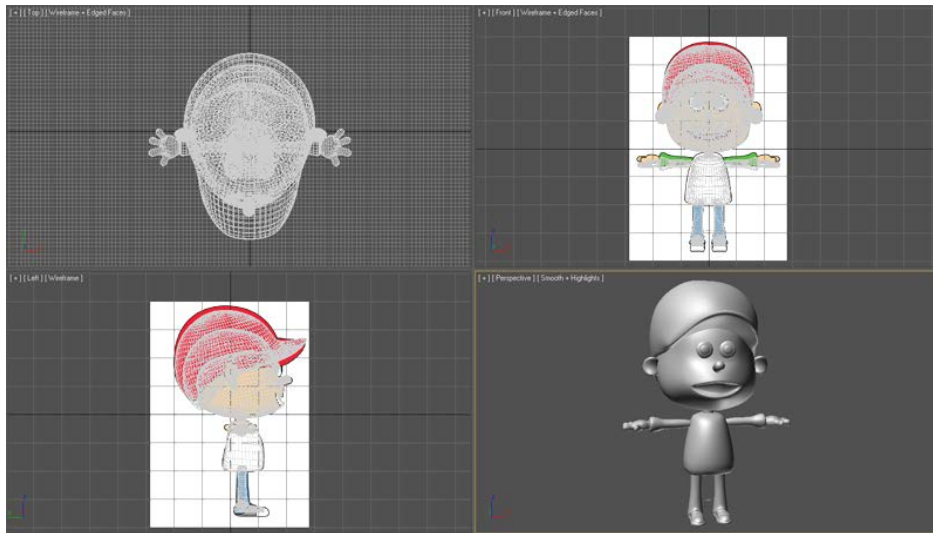 [ + ] [ Top ] [ Wireframe + Edged Faces ]
[ + ] [ Front ] [ Wireframe + Edged Faces ]
[ + ] [ Left ] [ Wireframe ]
[ + ] [ Perspective ] [ Smooth + Highlights ]